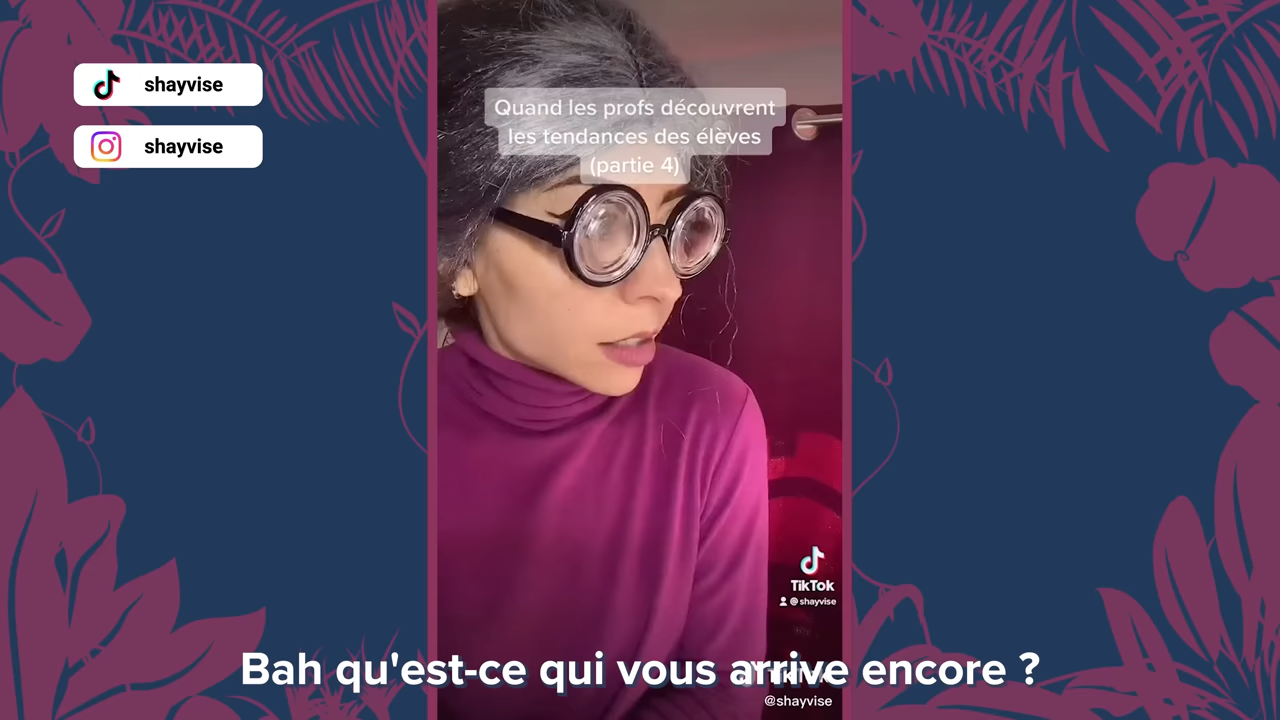 shayvise
shayvise
Quand les profs découvrent
les tendances des élèves
(partie 4)
TikTok
@shayvise
Bah qu'est-ce qui vous arrive encore ?
@shayvise